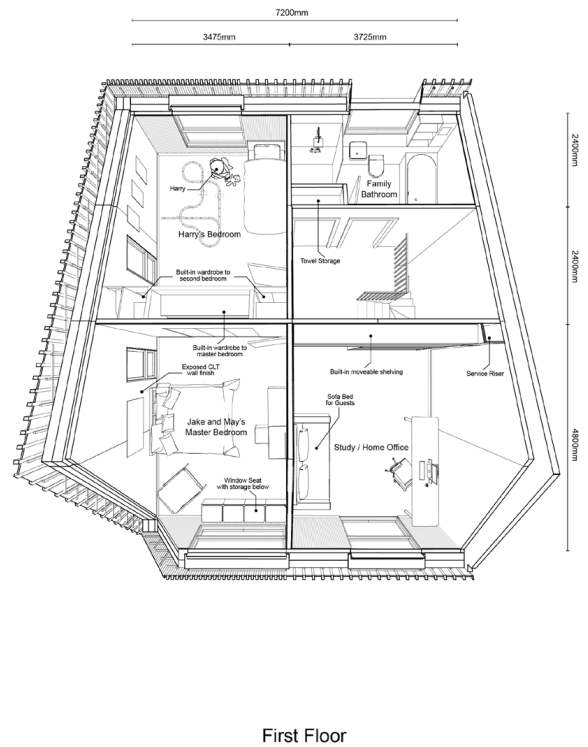 7200mm
3475mm
3725mm
2400mm
2400mm
4800mm
Harry
Harry's Bedroom
Family
Bathroom
Towel Storage
Built-in wardrobe to
second bedroom
Built-in wardrobe to
master bedroom
Exposed CLT
wall finish
Built-in moveable shelving
Service Riser
Sofa Bed
for Guests
Jake and May's
Master Bedroom
Study / Home Office
Window Seat
with storage below
First Floor